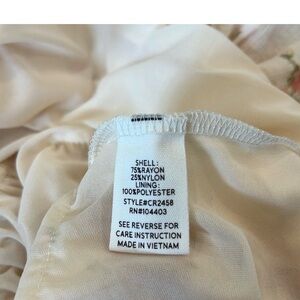 SHELL:
75%RAYON
25%NYLON
LINING:
100%POLYESTER
STYLE#CR2458
RN#104403
SEE REVERSE FOR
CARE INSTRUCTION
MADE IN VIETNAM